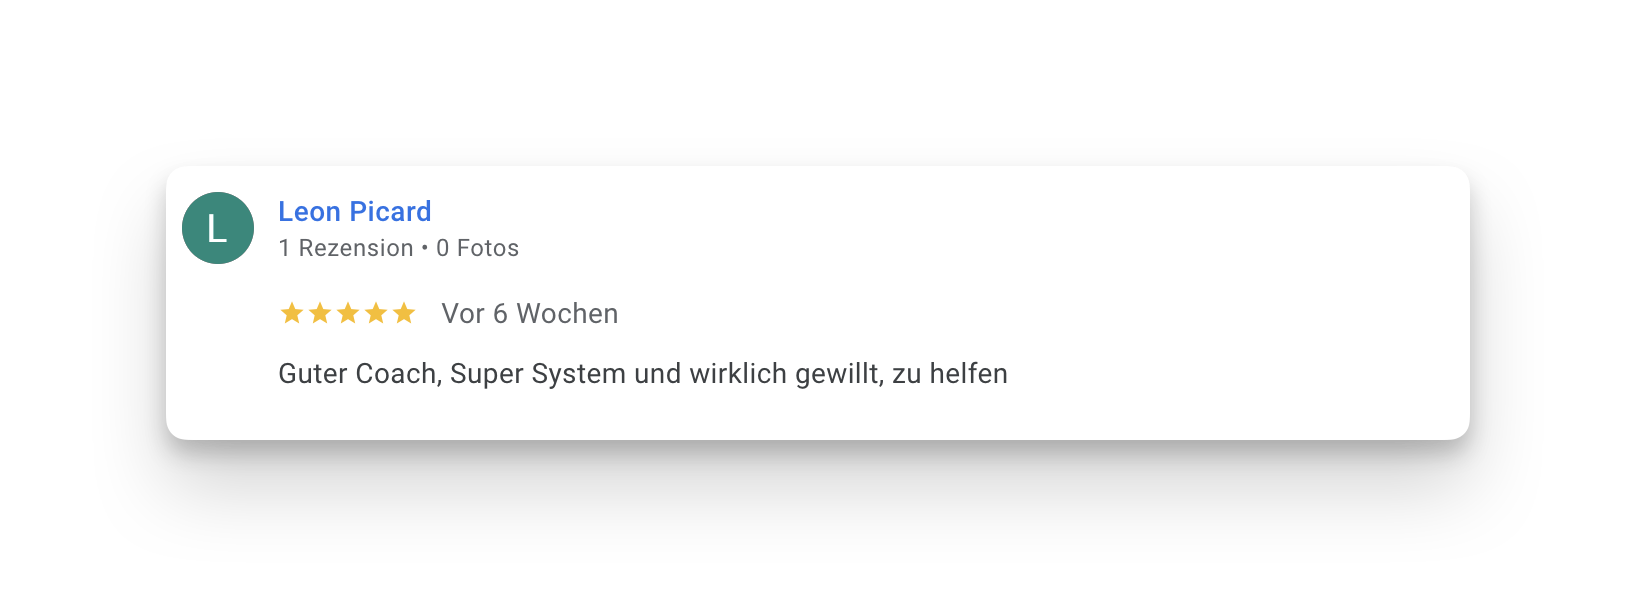 L
Leon Picard
1 Rezension • 0 Fotos
Vor 6 Wochen
Guter Coach, Super System und wirklich gewillt, zu helfen